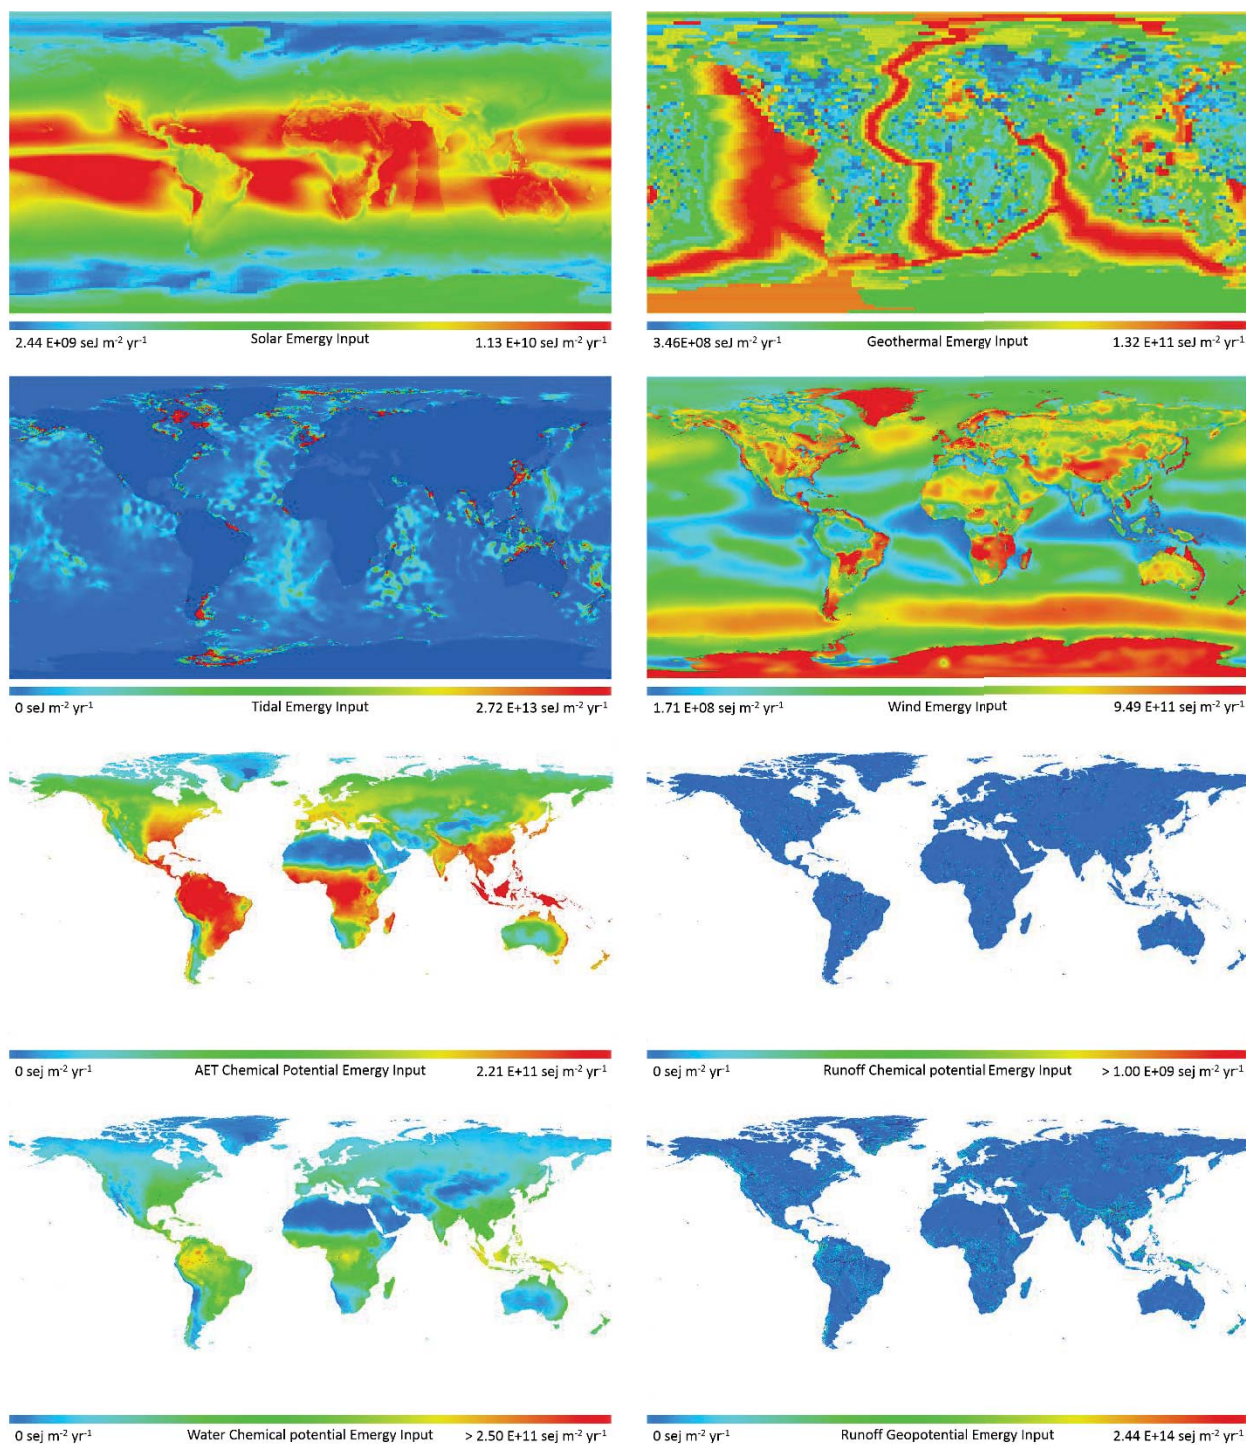 2.44 E+09 seJ m⁻² yr⁻¹ Solar Emergy Input 1.13 E+10 seJ m⁻² yr⁻¹
3.46E+08 seJ m⁻² yr⁻¹ Geothermal Emergy Input 1.32 E+11 seJ m⁻² yr⁻¹
0 seJ m⁻² yr⁻¹ Tidal Emergy Input 2.72 E+13 seJ m⁻² yr⁻¹
1.71 E+08 sej m⁻² yr⁻¹ Wind Emergy Input 9.49 E+11 sej m⁻² yr⁻¹
0 sej m⁻² yr⁻¹ AET Chemical Potential Emergy Input 2.21 E+11 sej m⁻² yr⁻¹
0 sej m⁻² yr⁻¹ Runoff Chemical potential Emergy Input > 1.00 E+09 sej m⁻² yr⁻¹
0 sej m⁻² yr⁻¹ Water Chemical potential Emergy Input > 2.50 E+11 sej m⁻² yr⁻¹
0 sej m⁻² yr⁻¹ Runoff Geopotential Emergy Input 2.44 E+14 sej m⁻² yr⁻¹